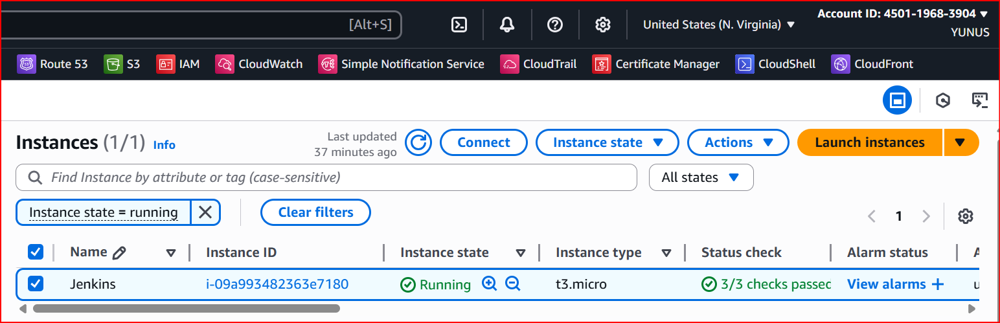 [Alt+S]
United States (N. Virginia)
Account ID: 4501-1968-3904
YUNUS
Route 53 S3 IAM CloudWatch Simple Notification Service CloudTrail Certificate Manager CloudShell CloudFront
Instances (1/1) Info
Last updated
37 minutes ago
Connect Instance state Actions Launch instances
Find Instance by attribute or tag (case-sensitive)
All states
Instance state = running
Clear filters
1
Name Instance ID Instance state Instance type Status check Alarm status
Jenkins i-09a993482363e7180 Running t3.micro 3/3 checks passed View alarms +